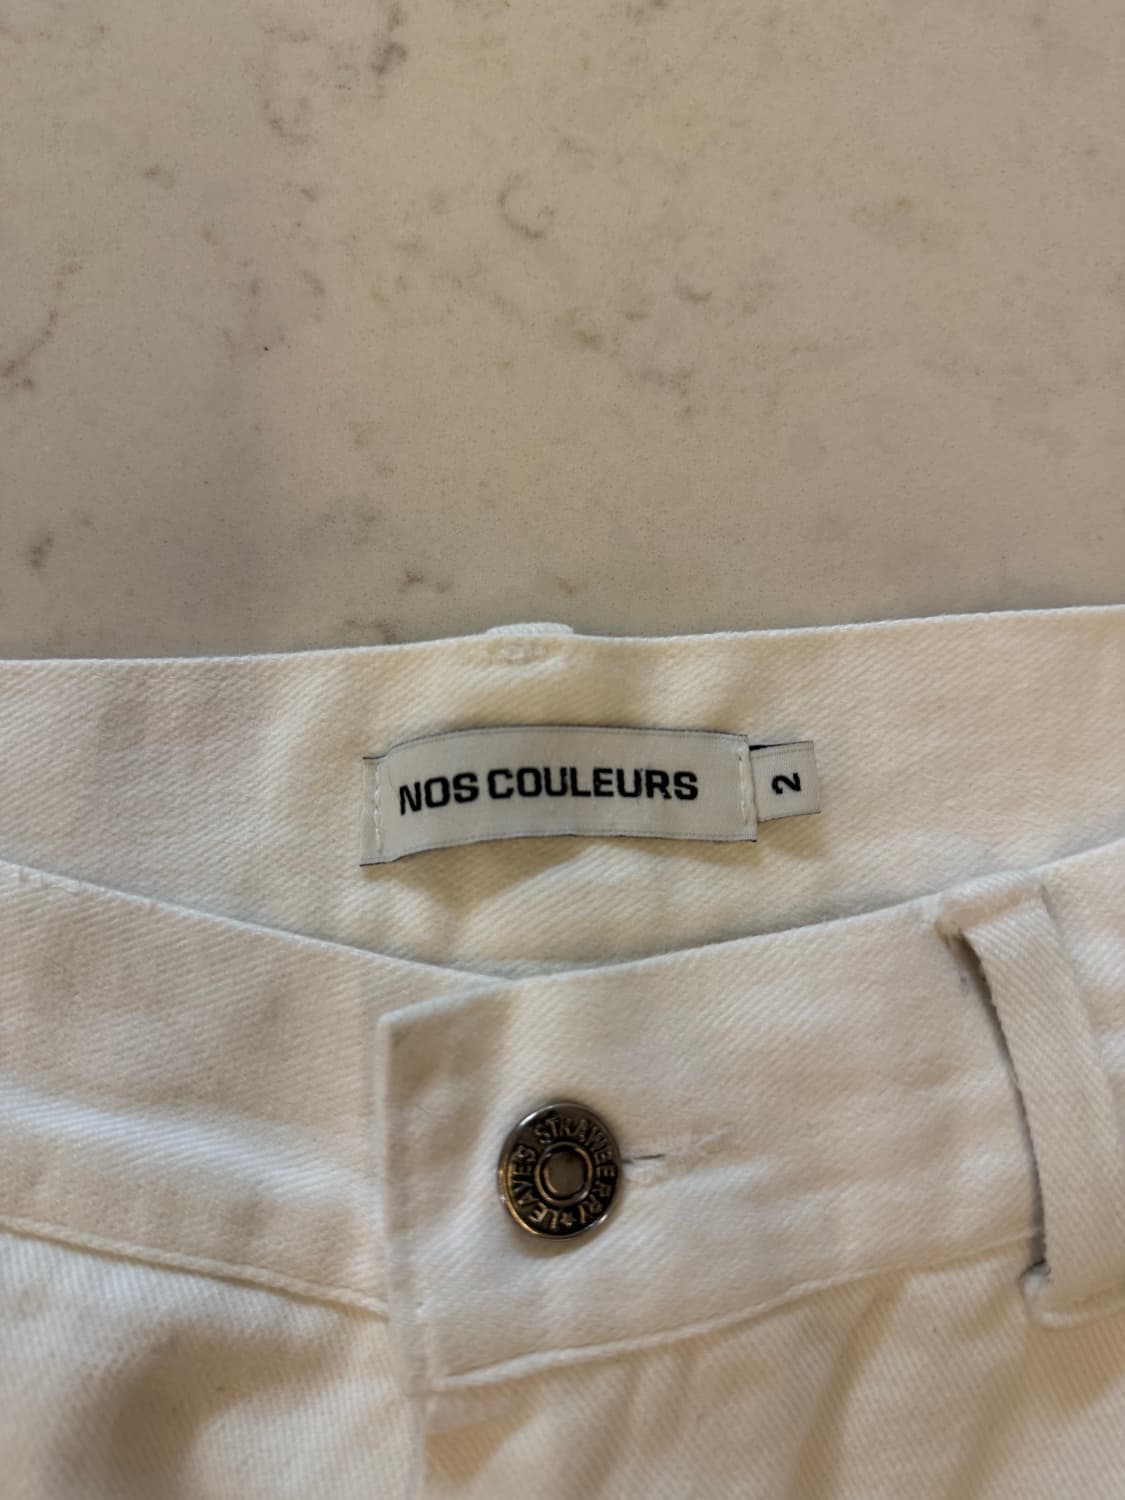 NOS COULEURS
2
STRAWBERRY
LEAVES